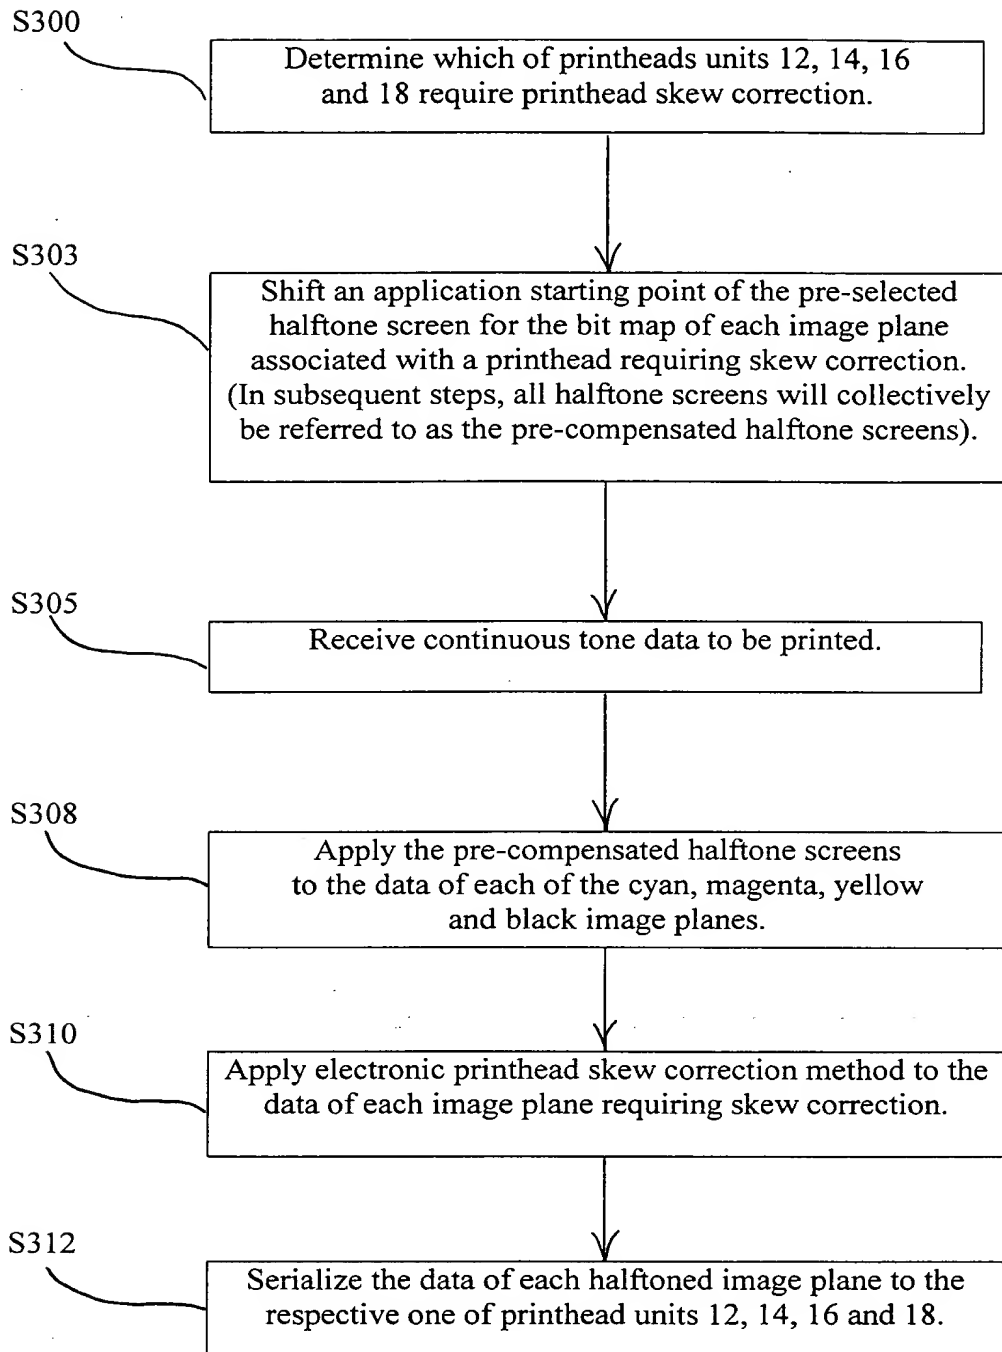 S300
Determine which of printheads units 12, 14, 16
and 18 require printhead skew correction.
S303
Shift an application starting point of the pre-selected
halftone screen for the bit map of each image plane
associated with a printhead requiring skew correction.
(In subsequent steps, all halftone screens will collectively
be referred to as the pre-compensated halftone screens).
S305
Receive continuous tone data to be printed.
S308
Apply the pre-compensated halftone screens
to the data of each of the cyan, magenta, yellow
and black image planes.
S310
Apply electronic printhead skew correction method to the
data of each image plane requiring skew correction.
S312
Serialize the data of each halftoned image plane to the
respective one of printhead units 12, 14, 16 and 18.